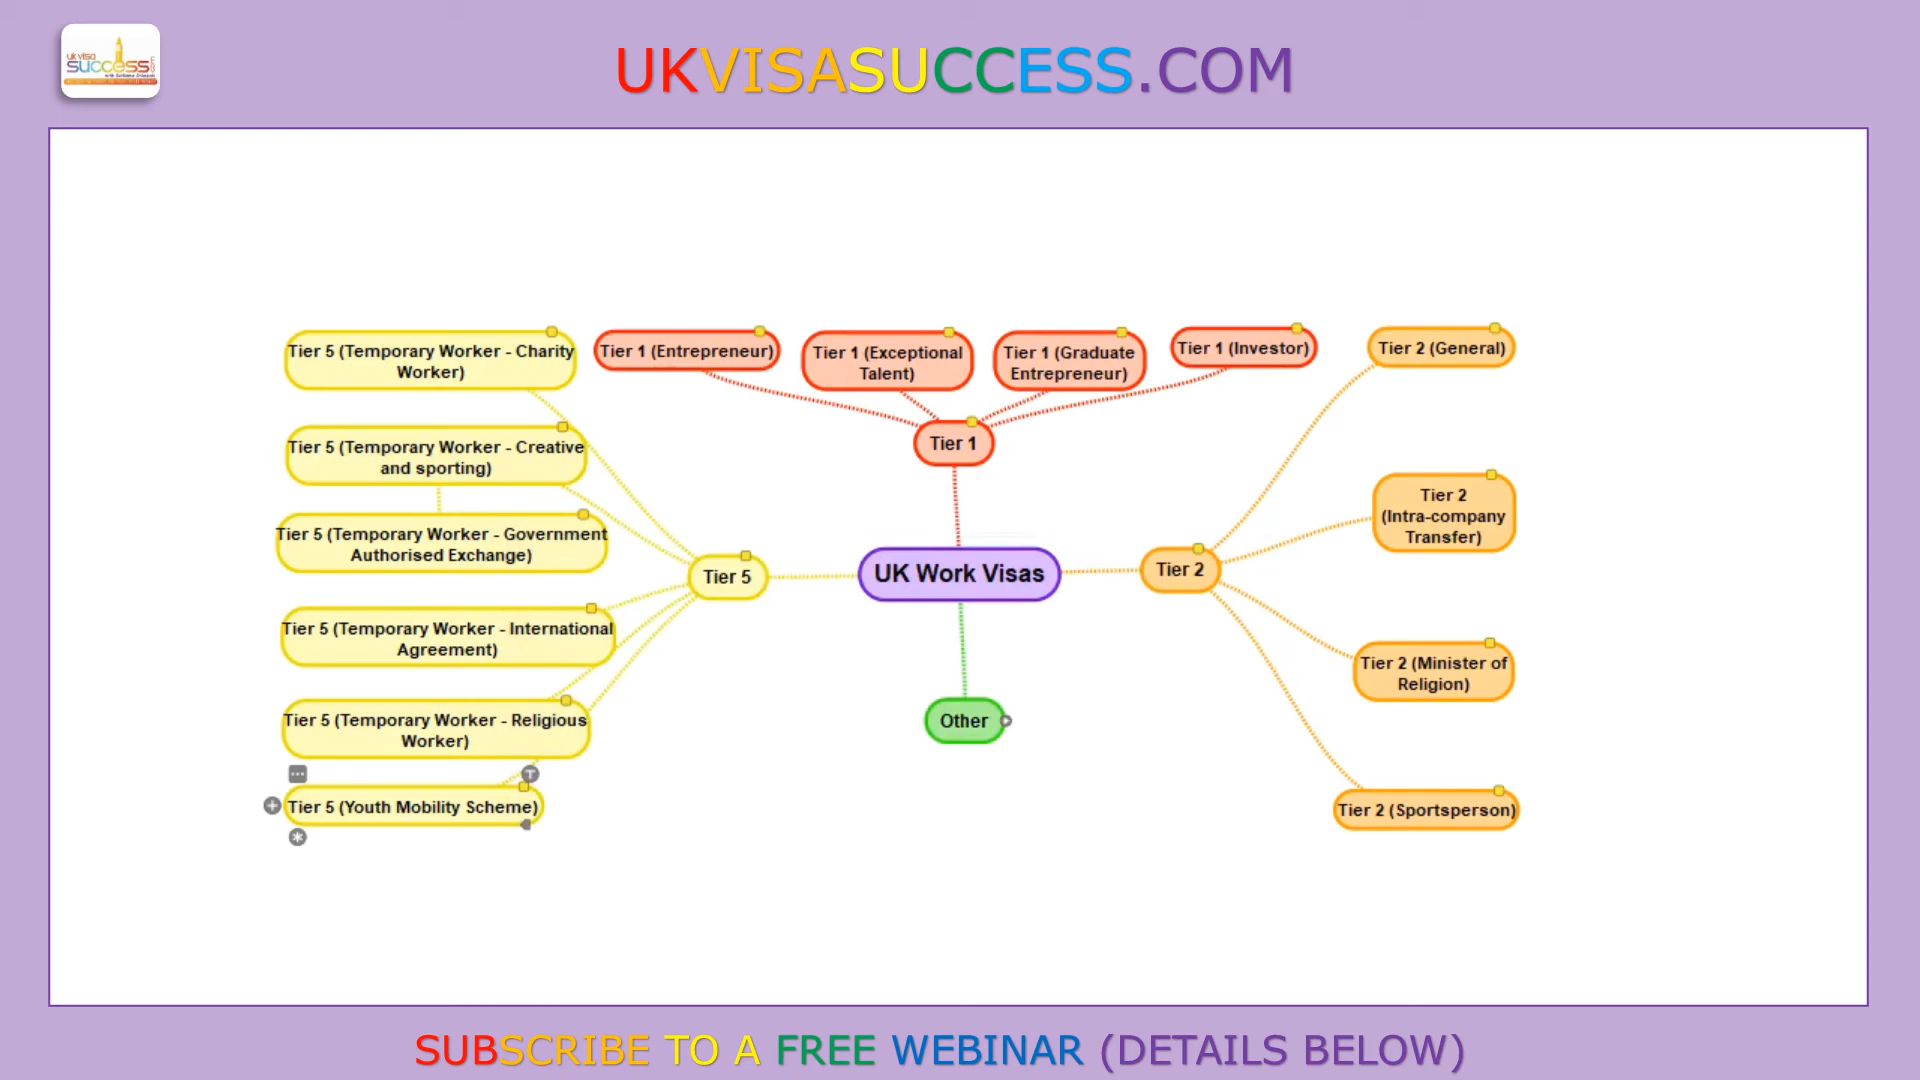 uk visa
success.com
UKVISASUCCESS.COM
Tier 5 (Temporary Worker - Charity
Worker)
Tier 5 (Temporary Worker - Creative
and sporting)
Tier 5 (Temporary Worker - Government
Authorised Exchange)
Tier 5 (Temporary Worker - International
Agreement)
Tier 5 (Temporary Worker - Religious
Worker)
Tier 5 (Youth Mobility Scheme)
Tier 5
Tier 1 (Entrepreneur)
Tier 1 (Exceptional
Talent)
Tier 1 (Graduate
Entrepreneur)
Tier 1 (Investor)
Tier 1
UK Work Visas
Other
Tier 2
Tier 2 (General)
Tier 2
(Intra-company
Transfer)
Tier 2 (Minister of
Religion)
Tier 2 (Sportsperson)
SUBSCRIBE TO A FREE WEBINAR (DETAILS BELOW)